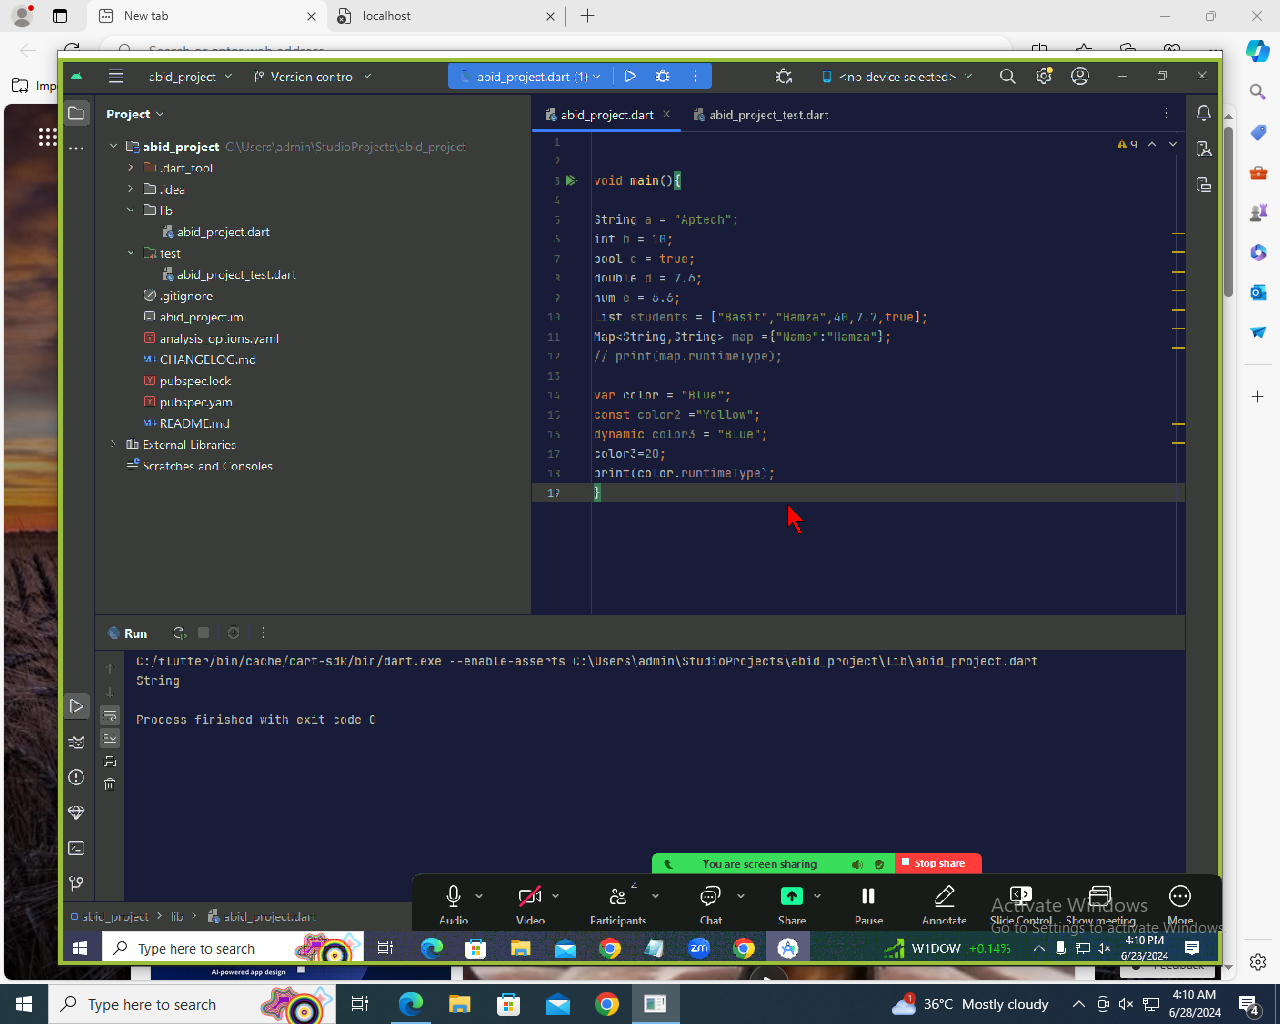 New tab
localhost
Search or enter web address
Imp
abid_project
Version contro
abid_project.dart (1)
<no device selected>
Project
abid_project.dart
abid_project_test.dart
abid_project C:\Users\admin\StudioProjects\abid_project
.dart_tool
.idea
lib
abid_project.dart
test
abid_project_test.dart
.gitignore
abid_project.iml
analysis_options.yaml
CHANGELOG.md
pubspec.lock
pubspec.yaml
README.md
External Libraries
Scratches and Consoles
9
1
2
3 void main(){
4
5 String a = "Aptech";
6 int b = 10;
7 bool c = true;
8 double d = 7.6;
9 num e = 6.6;
10 List students = ["Basit","Hamza",40,7.7,true];
11 Map<String,String> map ={"Name":"Hamza"};
12 // print(map.runtimeType);
13
14 var color = "Blue";
15 const color2 ="Yellow";
16 dynamic color3 = "Blue";
17 color3=20;
18 print(color.runtimeType);
19 }
Run
C:/flutter/bin/cache/dart-sdk/bin/dart.exe --enable-asserts C:\Users\admin\StudioProjects\abid_project\lib\abid_project.dart
String
Process finished with exit code 0
You are screen sharing
Stop share
2
Audio Video Participants Chat Share Pause Annotate Slide Control Show meeting More
Activate Windows
Go to Settings to activate Windows
abid_project > lib > abid_project.dart
Type here to search
W1DOW +0.14%
4:10 PM
6/28/2024
AI-powered app design
Feedback
Type here to search
1
36°C Mostly cloudy
4:10 AM
6/28/2024
4